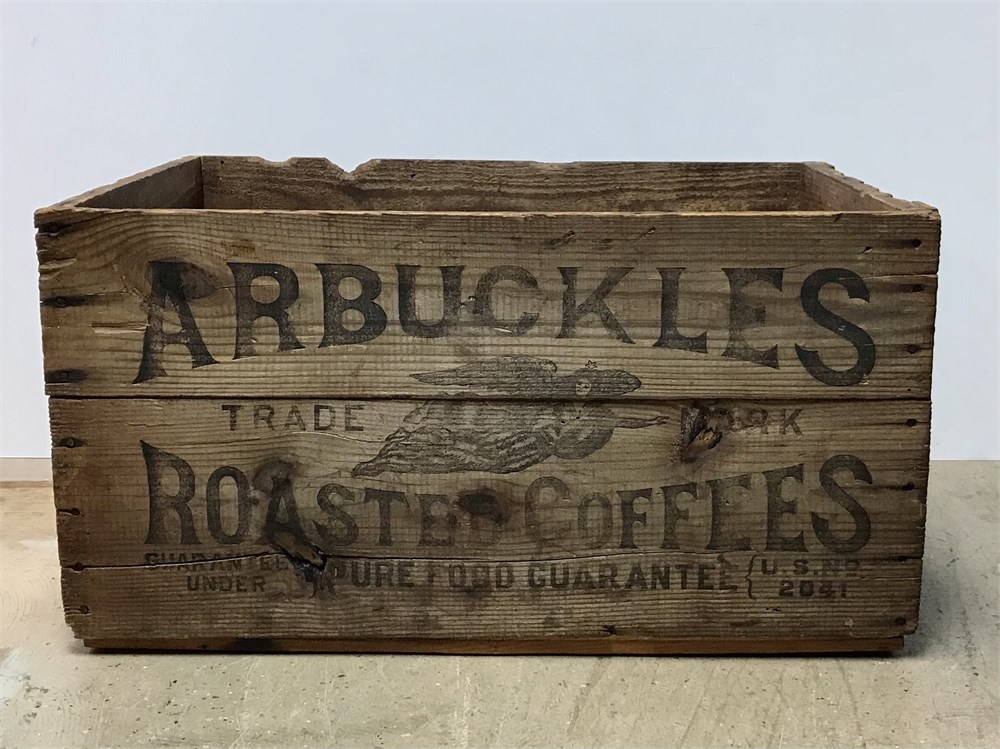 ARBUCKLES
TRADE MARK
ROASTED COFFEES
GUARANTEED UNDER PURE FOOD GUARANTEE { U.S. NO. 2041